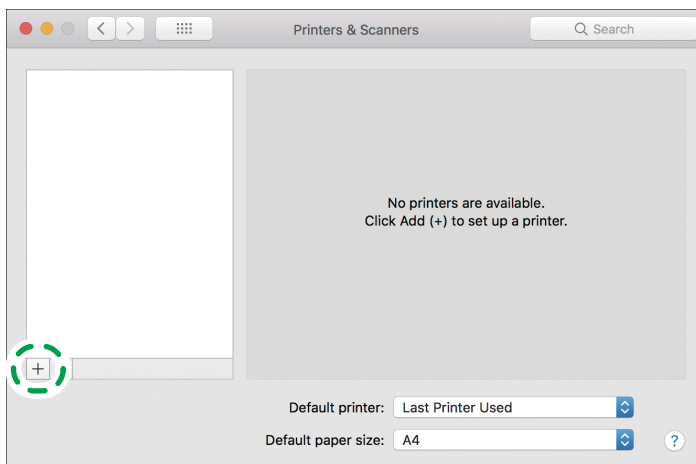 Printers & Scanners
Search
No printers are available.
Click Add (+) to set up a printer.
+
Default printer: Last Printer Used
Default paper size: A4
?